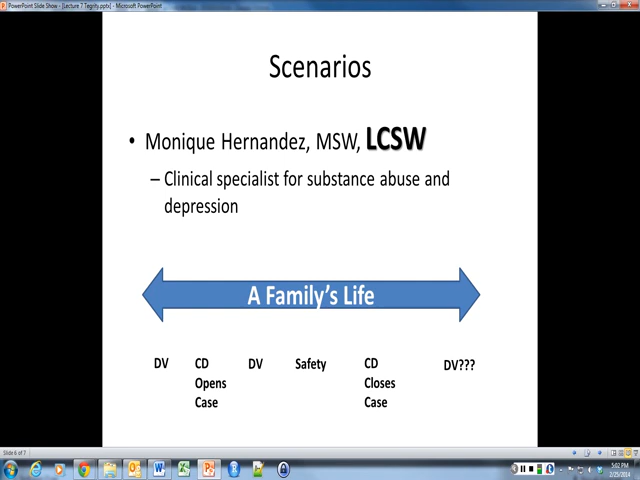 PowerPoint Slide Show - [Lecture 7 Tegrity.pptx] - Microsoft PowerPoint
Scenarios
• Monique Hernandez, MSW, LCSW
– Clinical specialist for substance abuse and
depression
A Family's Life
DV CD DV Safety CD DV???
Opens Closes
Case Case
Slide 6 of 7
5:02 PM
2/25/2014